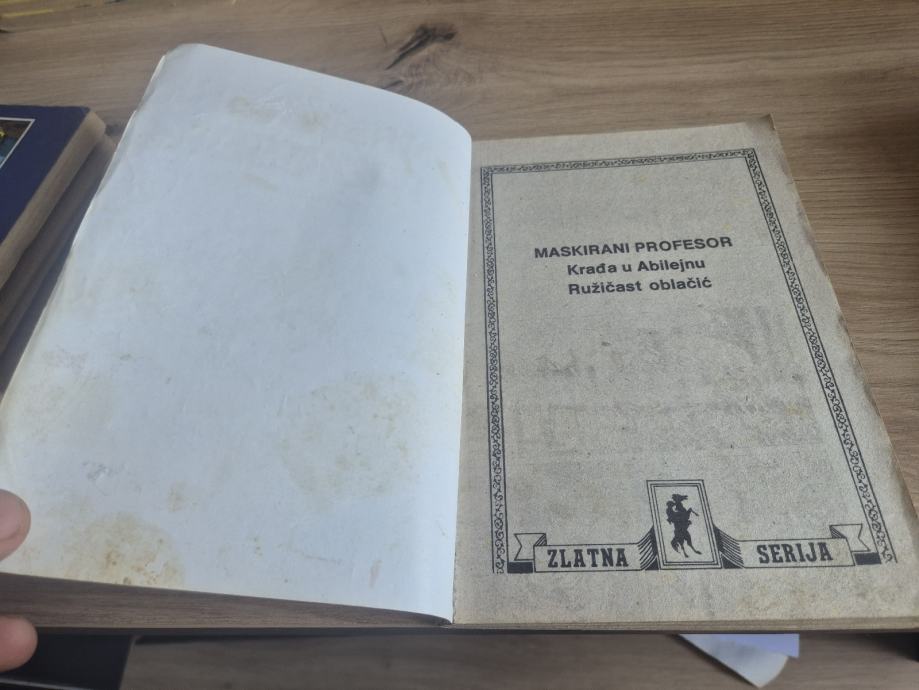 MASKIRANI PROFESOR
Krađa u Abilejnu
Ružičast oblačić
ZLATNA SERIJA